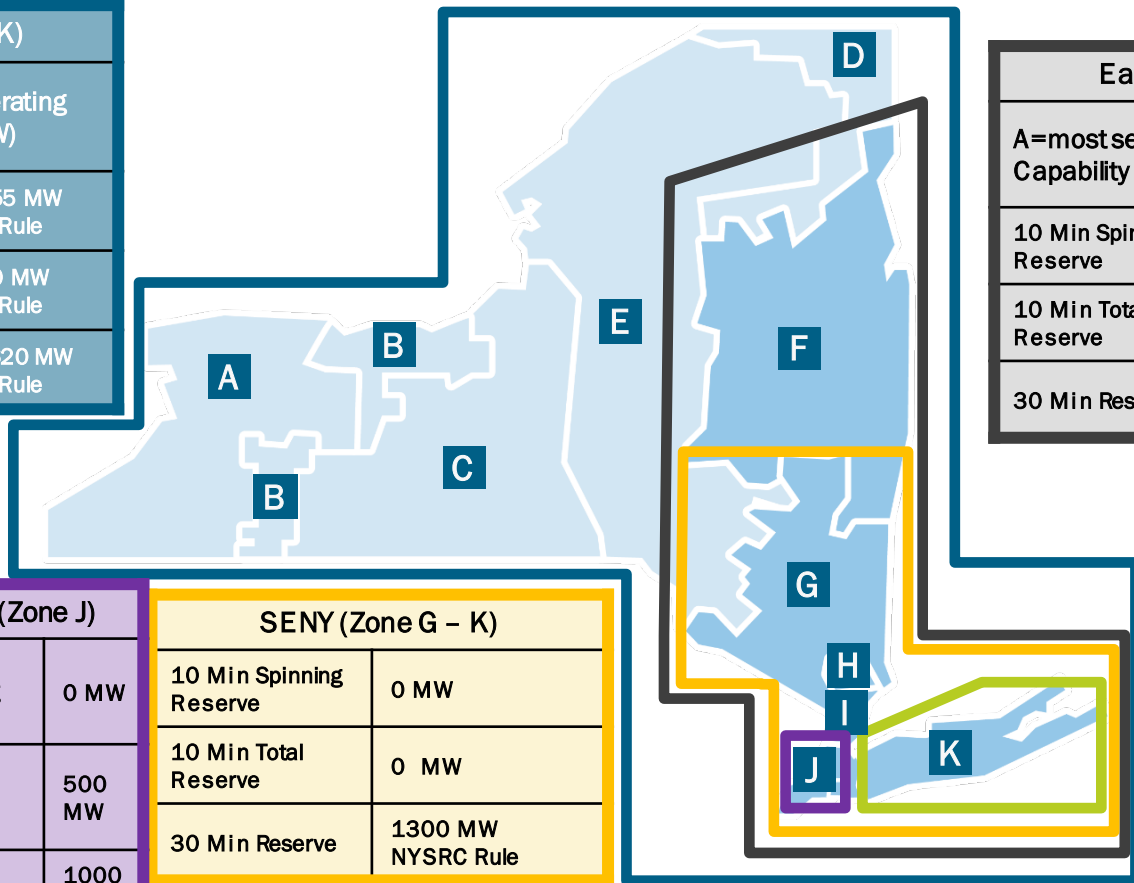 K)
rating
W)
55 MW
Rule
0 MW
Rule
20 MW
Rule
D
Ea
A=most se
Capability
10 Min Spin
Reserve
10 Min Tota
Reserve
30 Min Res
B
E
F
A
C
B
G
H
I
J
K
(Zone J)
0 MW
500
MW
1000
SENY (Zone G – K)
10 Min Spinning
Reserve
0 MW
10 Min Total
Reserve
0 MW
30 Min Reserve
1300 MW
NYSRC Rule